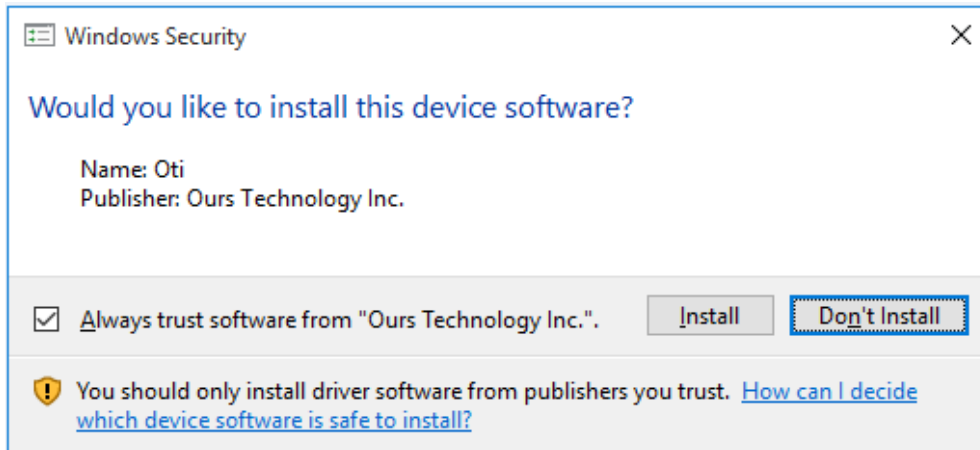 Windows Security
Would you like to install this device software?
Name: Oti
Publisher: Ours Technology Inc.
Always trust software from "Ours Technology Inc.".
Install
Don't Install
You should only install driver software from publishers you trust. How can I decide
which device software is safe to install?